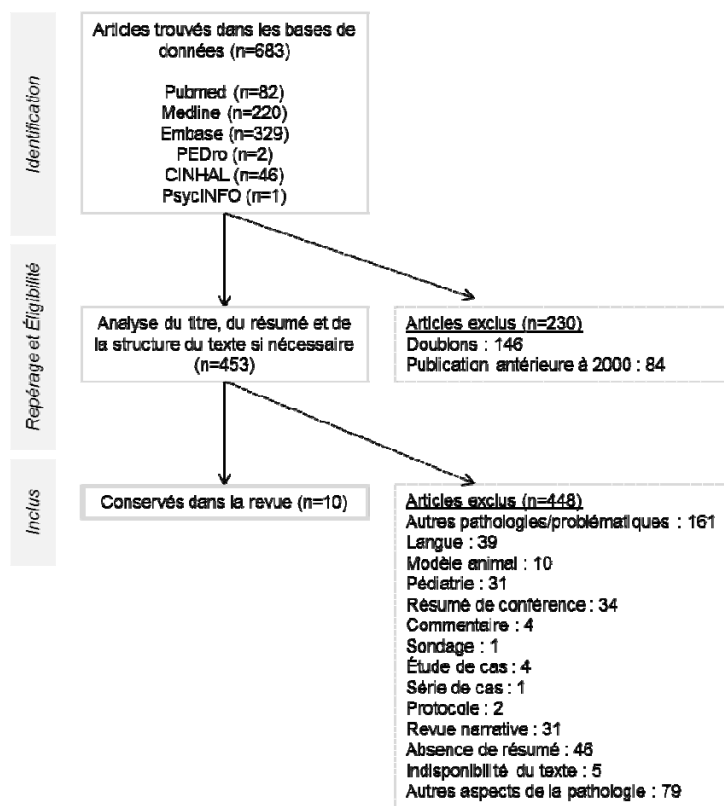 Identification
Articles trouvés dans les bases de
données (n=683)
Pubmed (n=82)
Medline (n=220)
Embase (n=329)
PEDro (n=2)
CINHAL (n=46)
PsycINFO (n=1)
Repérage et Éligibilité
Analyse du titre, du résumé et de
la structure du texte si nécessaire
(n=453)
Articles exclus (n=230)
Doublons : 146
Publication antérieure à 2000 : 84
Inclus
Conservés dans la revue (n=10)
Articles exclus (n=448)
Autres pathologies/problématiques : 161
Langue : 39
Modèle animal : 10
Pédiatrie : 31
Résumé de conférence : 34
Commentaire : 4
Sondage : 1
Étude de cas : 4
Série de cas : 1
Protocole : 2
Revue narrative : 31
Absence de résumé : 46
Indisponibilité du texte : 5
Autres aspects de la pathologie : 79